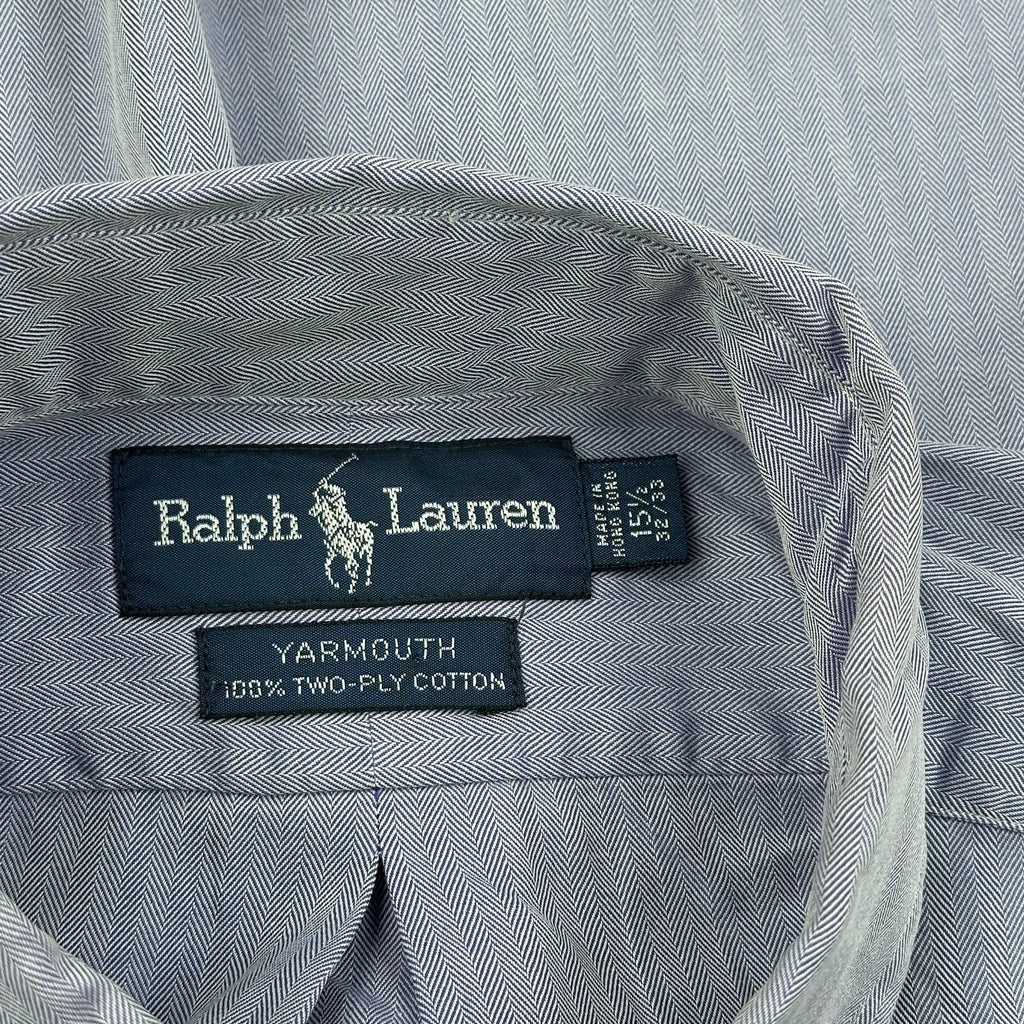 Ralph Lauren
MADE IN
HONG KONG
15½
32/33
YARMOUTH
100% TWO-PLY COTTON